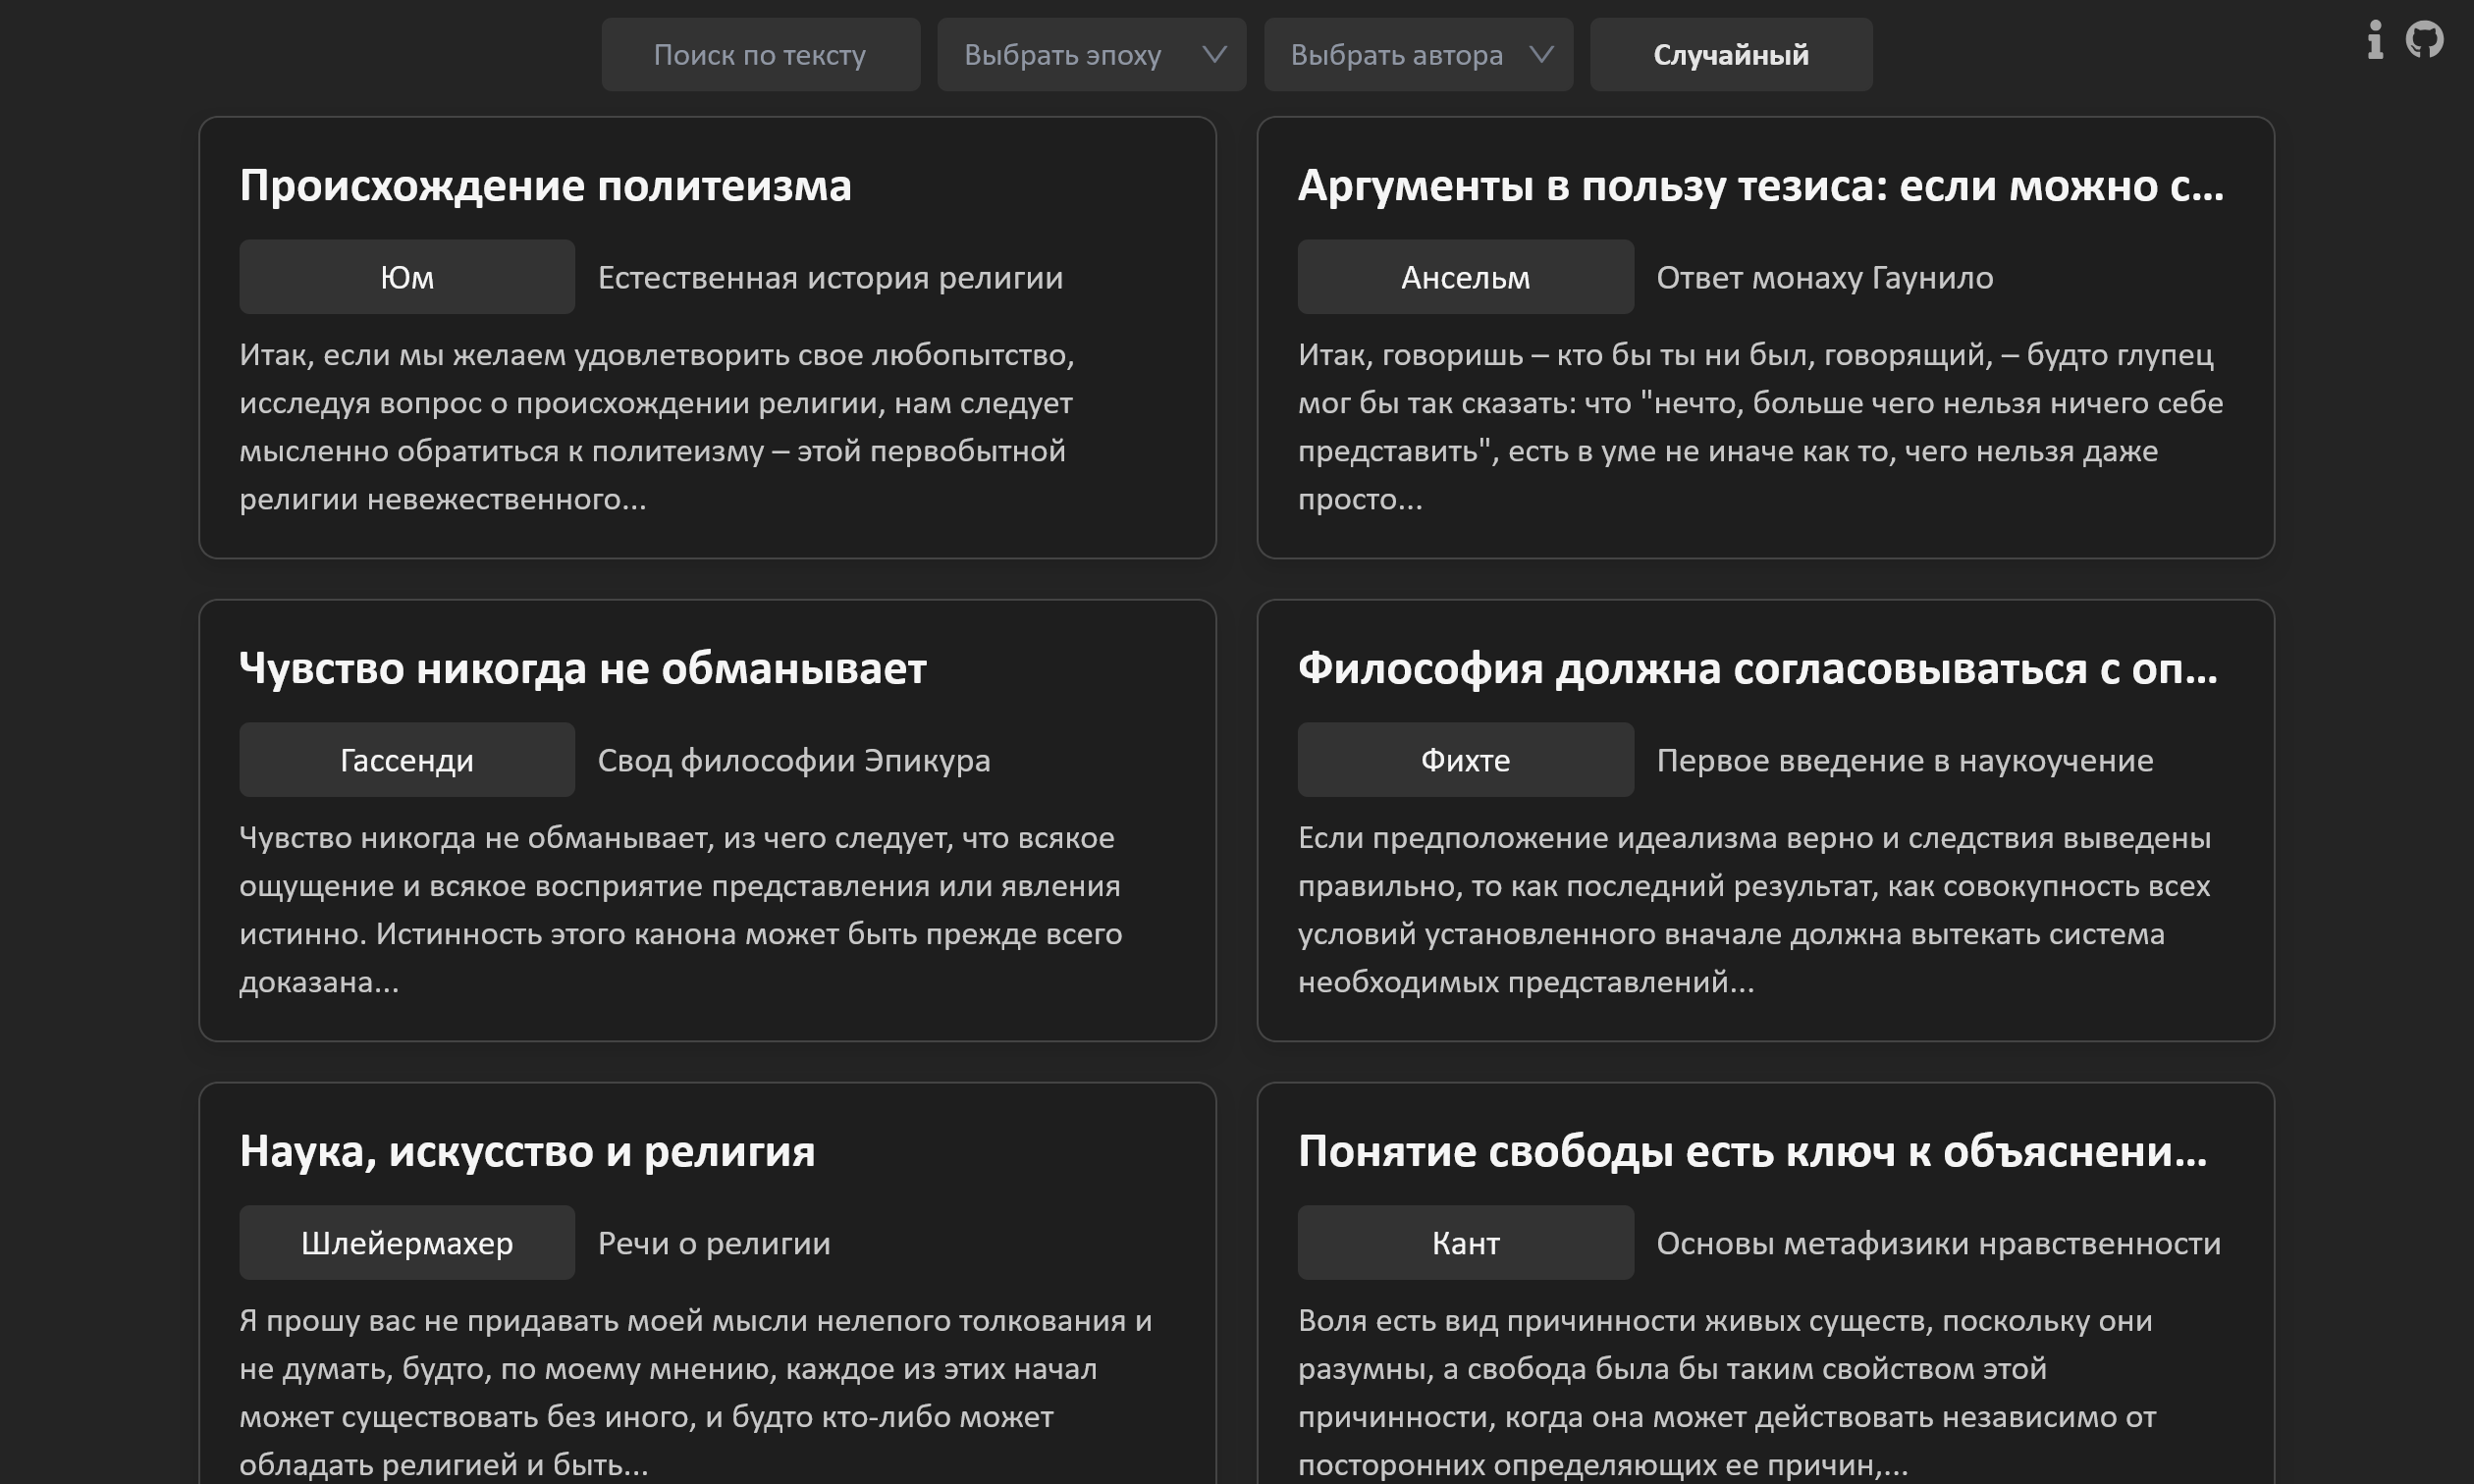 Поиск по тексту
Выбрать эпоху
Выбрать автора
Случайный
Происхождение политеизма
Юм
Естественная история религии
Итак, если мы желаем удовлетворить свое любопытство,
исследуя вопрос о происхождении религии, нам следует
мысленно обратиться к политеизму – этой первобытной
религии невежественного...
Аргументы в пользу тезиса: если можно с...
Ансельм
Ответ монаху Гаунило
Итак, говоришь – кто бы ты ни был, говорящий, – будто глупец
мог бы так сказать: что "нечто, больше чего нельзя ничего себе
представить", есть в уме не иначе как то, чего нельзя даже
просто...
Чувство никогда не обманывает
Гассенди
Свод философии Эпикура
Чувство никогда не обманывает, из чего следует, что всякое
ощущение и всякое восприятие представления или явления
истинно. Истинность этого канона может быть прежде всего
доказана...
Философия должна согласовываться с оп...
Фихте
Первое введение в наукоучение
Если предположение идеализма верно и следствия выведены
правильно, то как последний результат, как совокупность всех
условий установленного вначале должна вытекать система
необходимых представлений...
Наука, искусство и религия
Шлейермахер
Речи о религии
Я прошу вас не придавать моей мысли нелепого толкования и
не думать, будто, по моему мнению, каждое из этих начал
может существовать без иного, и будто кто-либо может
обладать религией и быть...
Понятие свободы есть ключ к объяснени...
Кант
Основы метафизики нравственности
Воля есть вид причинности живых существ, поскольку они
разумны, а свобода была бы таким свойством этой
причинности, когда она может действовать независимо от
посторонних определяющих ее причин,...